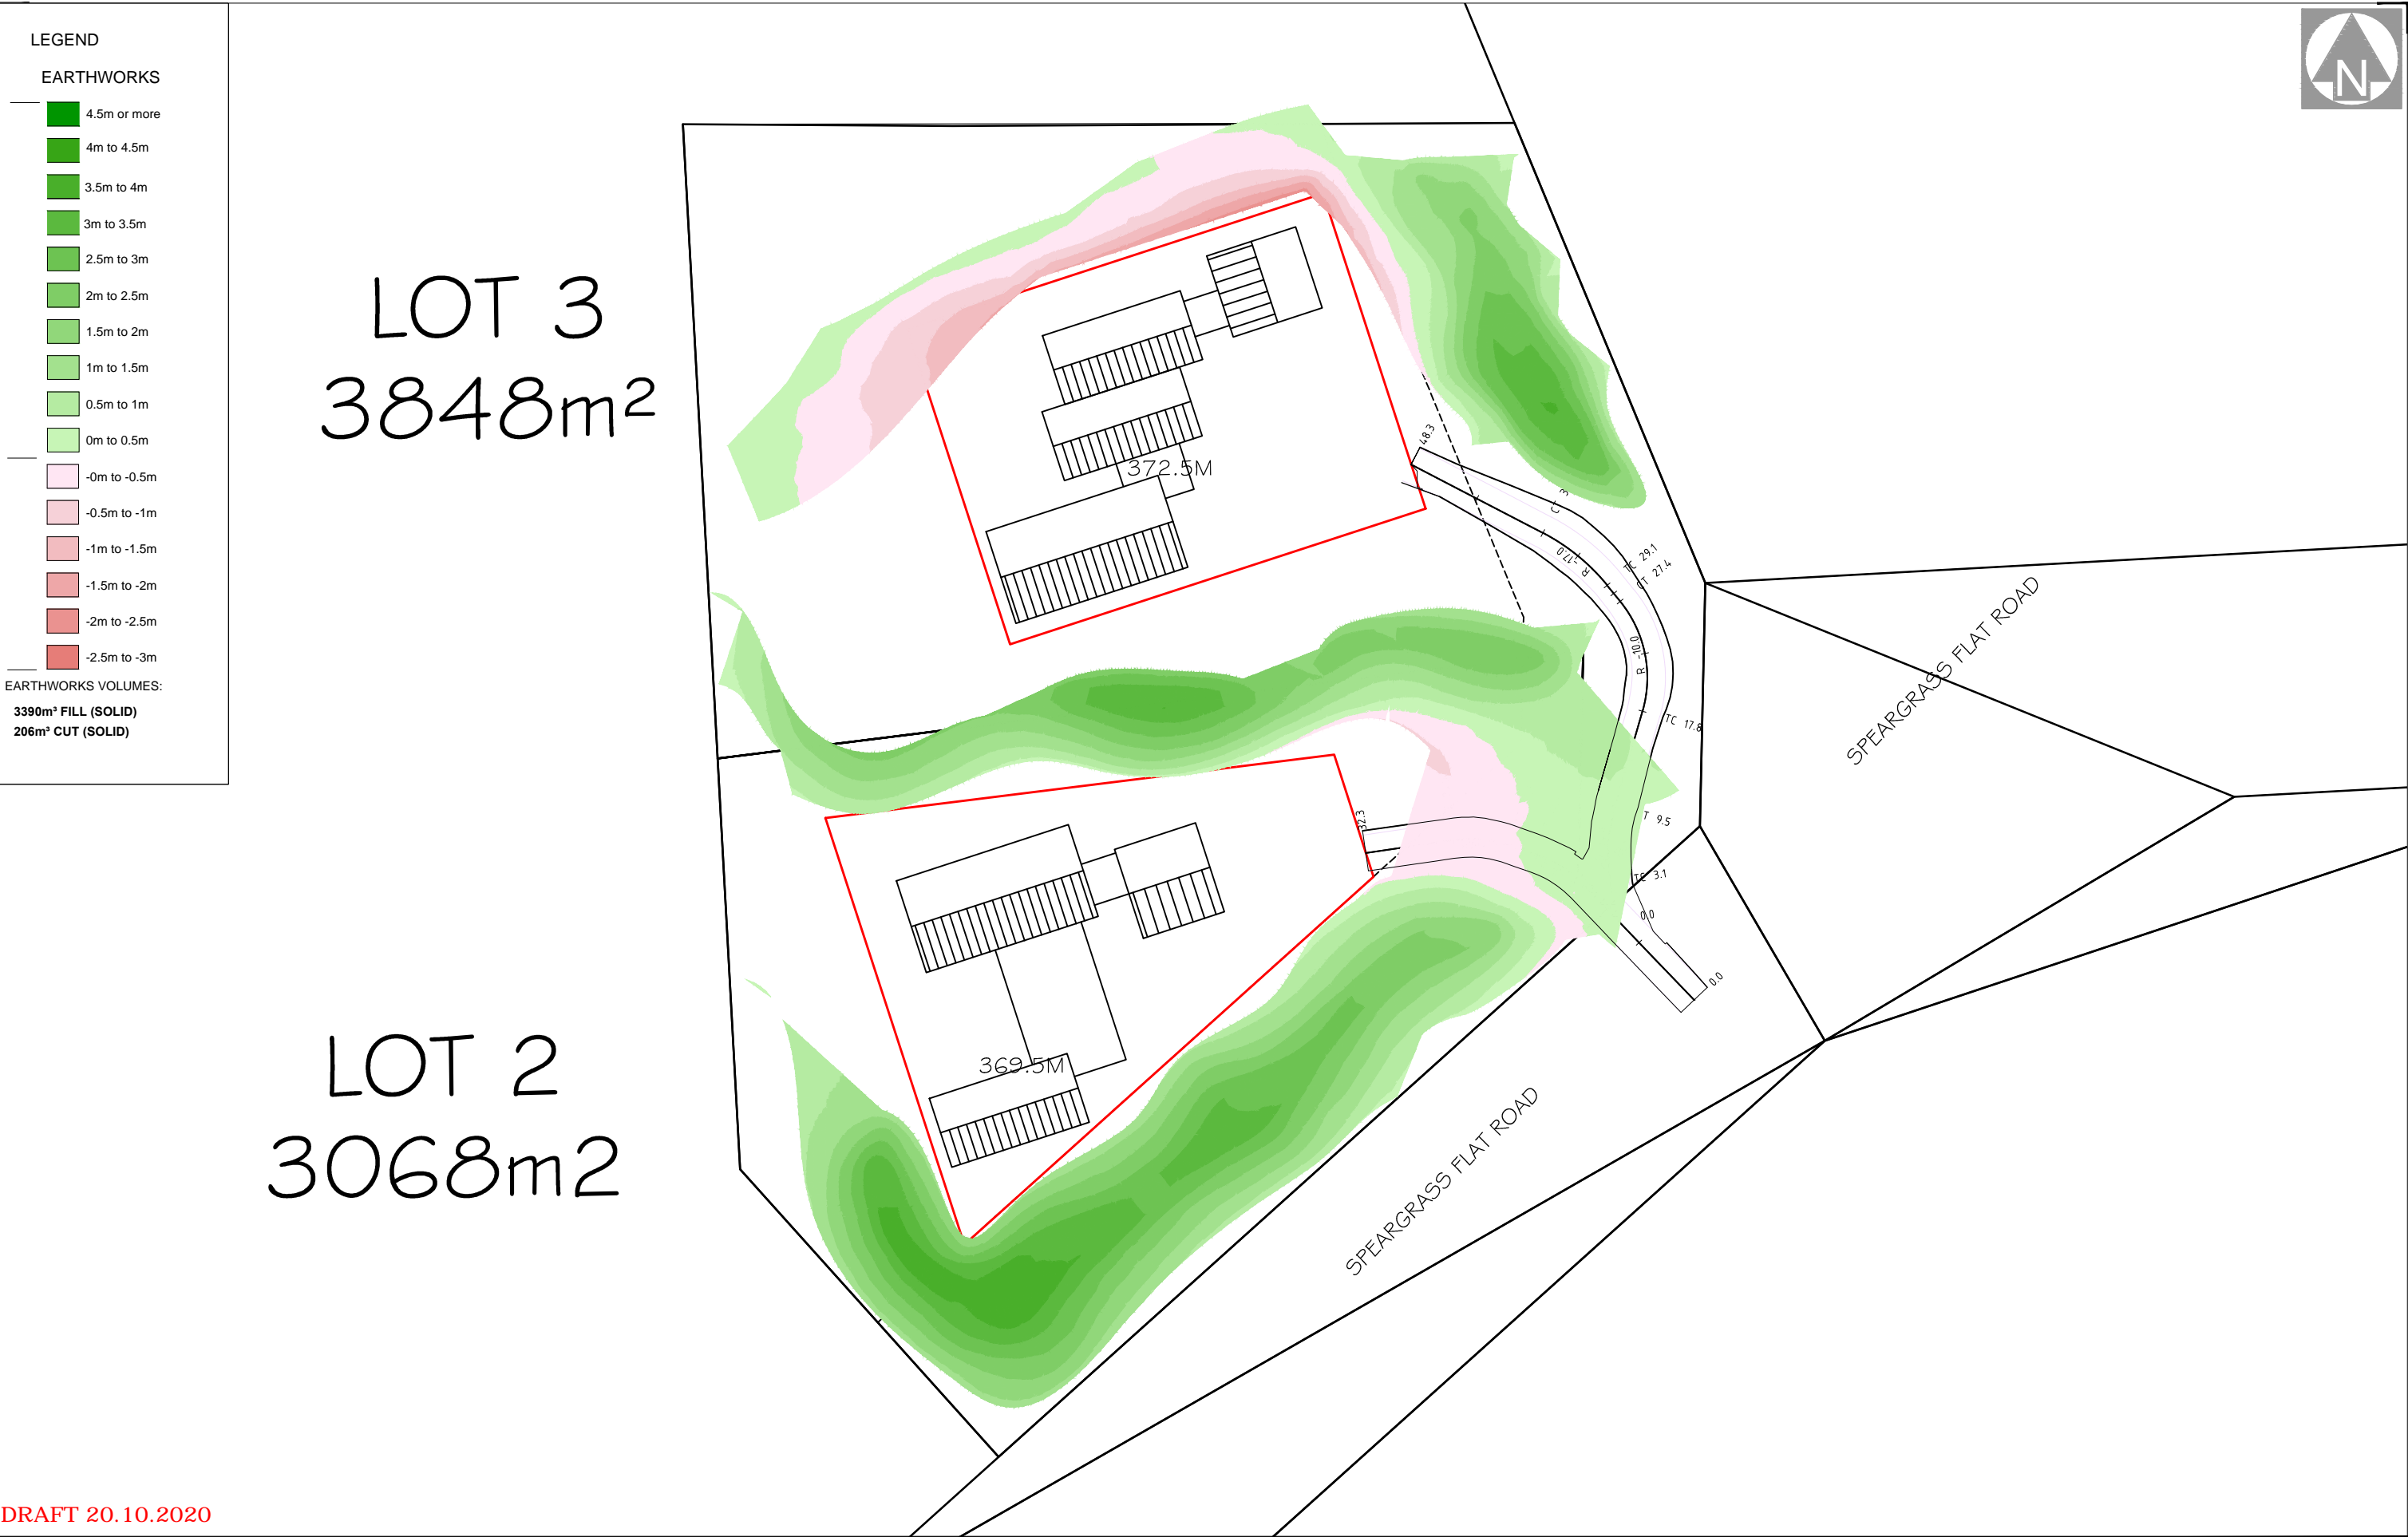 LEGEND
EARTHWORKS
4.5m or more
4m to 4.5m
3.5m to 4m
3m to 3.5m
2.5m to 3m
2m to 2.5m
1.5m to 2m
1m to 1.5m
0.5m to 1m
0m to 0.5m
-0m to -0.5m
-0.5m to -1m
-1m to -1.5m
-1.5m to -2m
-2m to -2.5m
-2.5m to -3m
EARTHWORKS VOLUMES:
3390m³ FILL (SOLID)
206m³ CUT (SOLID)
N
LOT 3
3848m²
372.5M
48.3
CT 3
R -17.0
TC 29.1
CT 27.4
R -10.0
TC 17.8
T 9.5
TC 3.1
0.0
0.0
32.3
SPEARGRASS FLAT ROAD
LOT 2
3068m2
369.5M
SPEARGRASS FLAT ROAD
DRAFT 20.10.2020